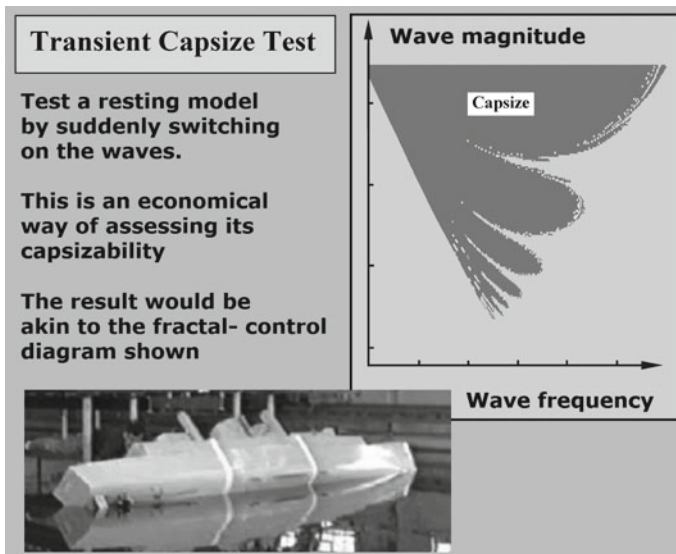 Transient Capsize Test
Test a resting model
by suddenly switching
on the waves.
This is an economical
way of assessing its
capsizability
The result would be
akin to the fractal- control
diagram shown
Wave magnitude
Capsize
Wave frequency